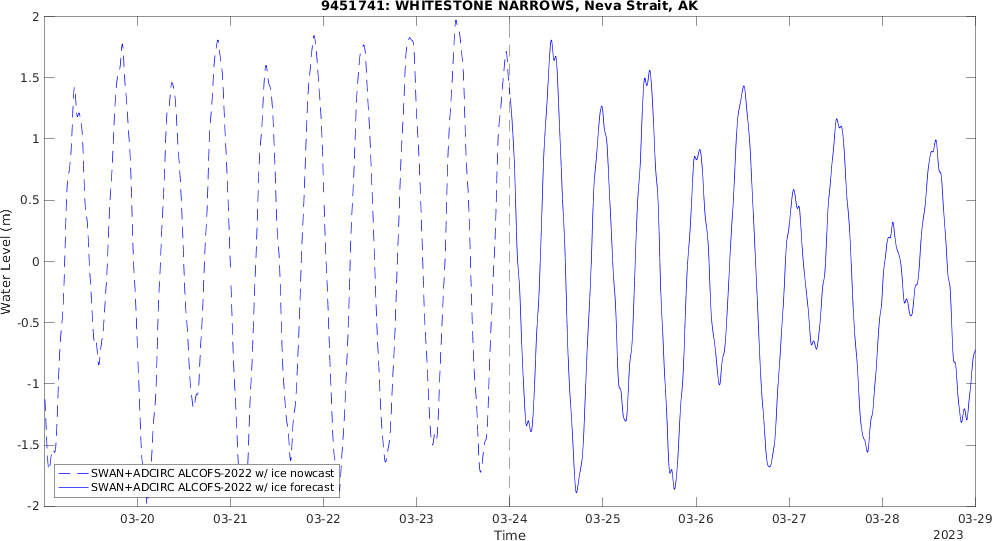 9451741: WHITESTONE NARROWS, Neva Strait, AK
2
1.5
1
0.5
0
-0.5
-1
-1.5
-2
Water Level (m)
SWAN+ADCIRC ALCOFS-2022 w/ ice nowcast
SWAN+ADCIRC ALCOFS-2022 w/ ice forecast
03-20 03-21 03-22 03-23 03-24 03-25 03-26 03-27 03-28 03-29
Time
2023